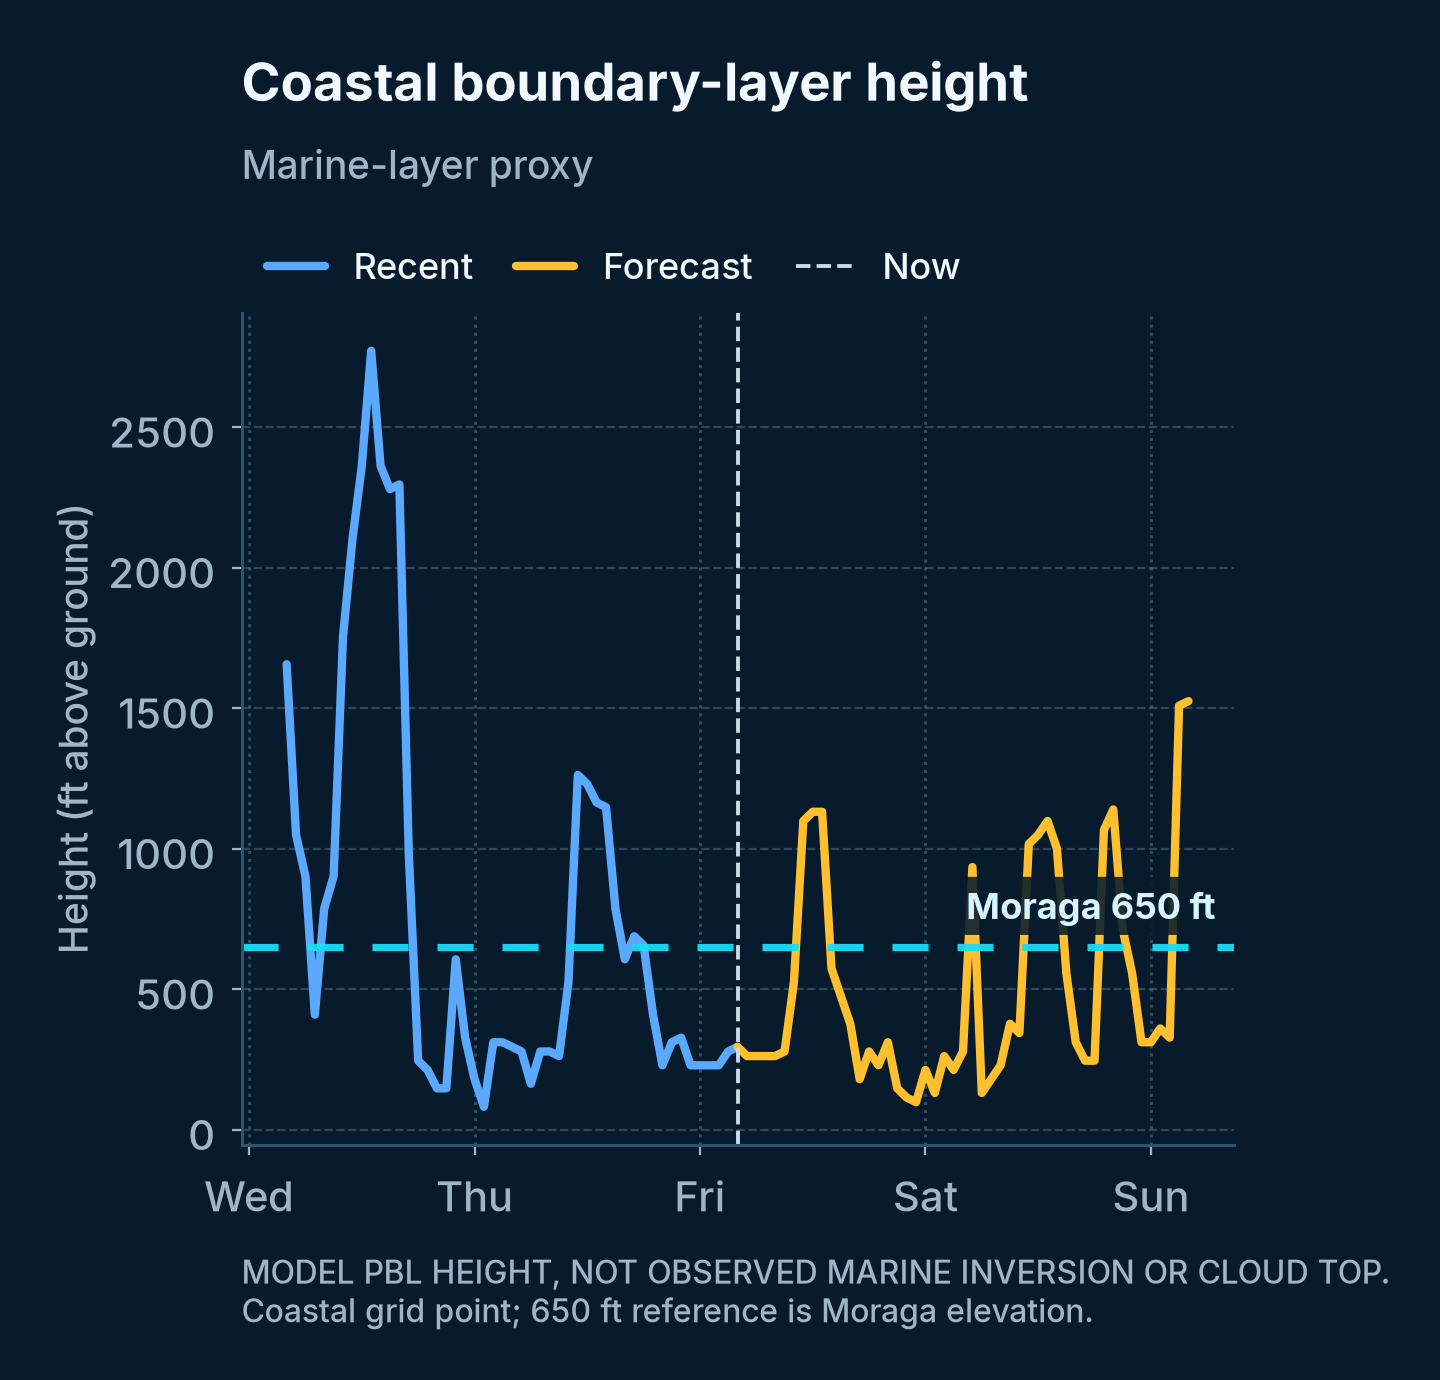 Coastal boundary-layer height
Marine-layer proxy
Recent Forecast Now
Height (ft above ground)
2500
2000
1500
1000
500
0
Moraga 650 ft
Wed Thu Fri Sat Sun
MODEL PBL HEIGHT, NOT OBSERVED MARINE INVERSION OR CLOUD TOP.
Coastal grid point; 650 ft reference is Moraga elevation.